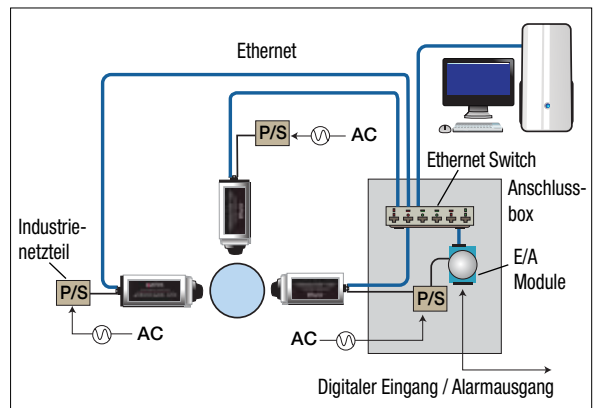 Ethernet
P/S
AC
Ethernet Switch
Anschluss-
box
Industrie-
netzteil
E/A
Module
P/S
P/S
AC
AC
Digitaler Eingang / Alarmausgang